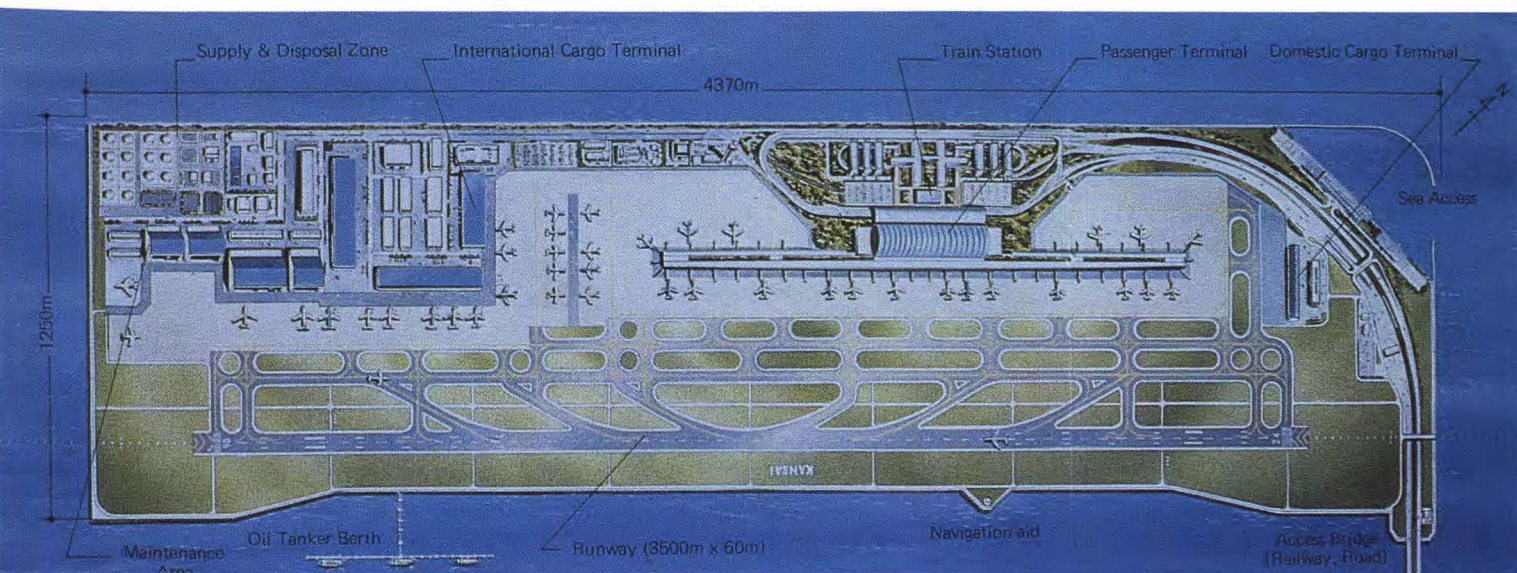 Supply & Disposal Zone
International Cargo Terminal
Train Station
Passenger Terminal
Domestic Cargo Terminal
4370m
N
Sea Access
1250m
KANSAI
Maintenance
Area
Oil Tanker Berth
Runway (3500m x 60m)
Navigation aid
Access Bridge
(Railway, Road)